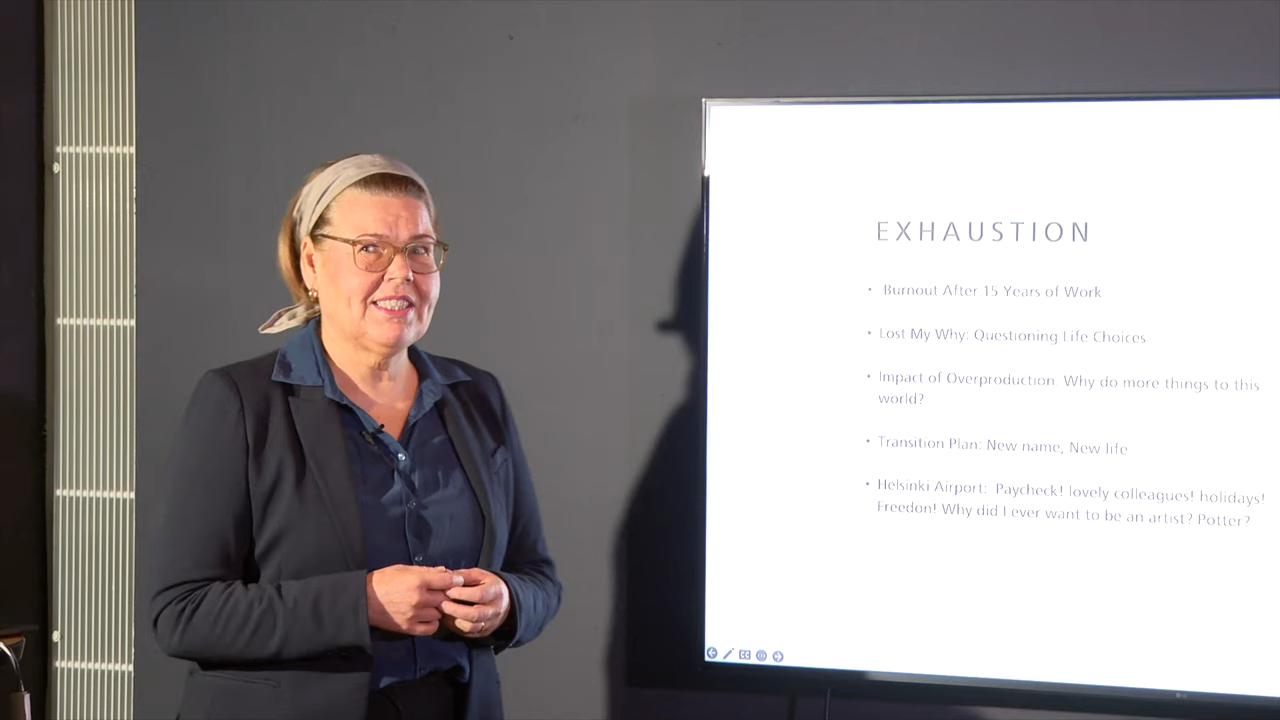 EXHAUSTION
• Burnout After 15 Years of Work
• Lost My Why: Questioning Life Choices
• Impact of Overproduction. Why do more things to this
world?
• Transition Plan: New name, New life
• Helsinki Airport: Paycheck! lovely colleagues! holidays!
Freedon! Why did I ever want to be an artist? Potter?
LG